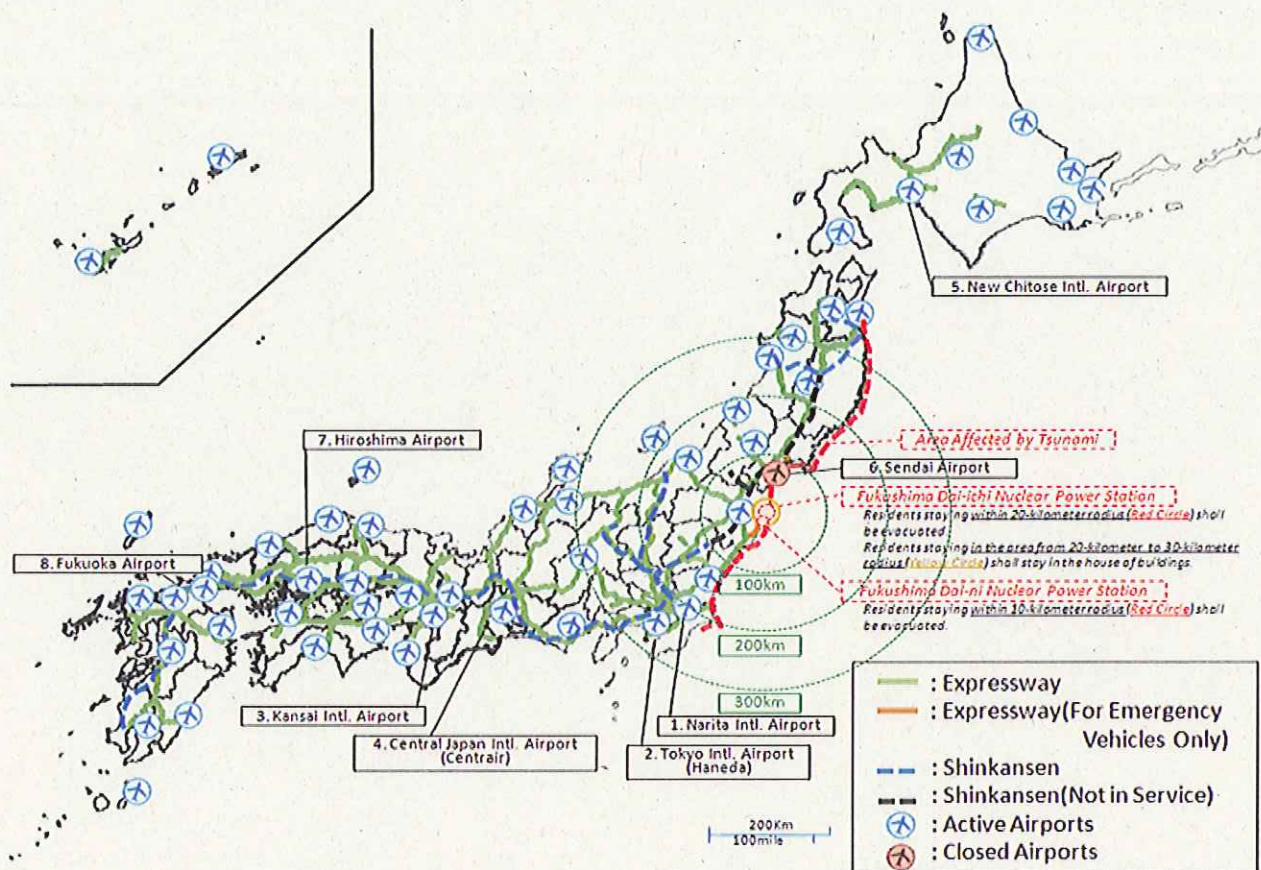 5. New Chitose Intl. Airport
7. Hiroshima Airport
Area Affected by Tsunami
6. Sendai Airport
Fukushima Dai-ichi Nuclear Power Station
Residents staying within 20-kilometer radius (Red Circle) shall
be evacuated
Residents staying in the area from 20-kilometer to 30-kilometer
radius (Yellow Circle) shall stay in the house of buildings.
8. Fukuoka Airport
Fukushima Dai-ni Nuclear Power Station
Residents staying within 10-kilometer radius (Red Circle) shall
be evacuated.
100km
200km
300km
3. Kansai Intl. Airport
4. Central Japan Intl. Airport
(Centrair)
1. Narita Intl. Airport
2. Tokyo Intl. Airport
(Haneda)
200Km
100mile
: Expressway
: Expressway(For Emergency
Vehicles Only)
: Shinkansen
: Shinkansen(Not in Service)
: Active Airports
: Closed Airports